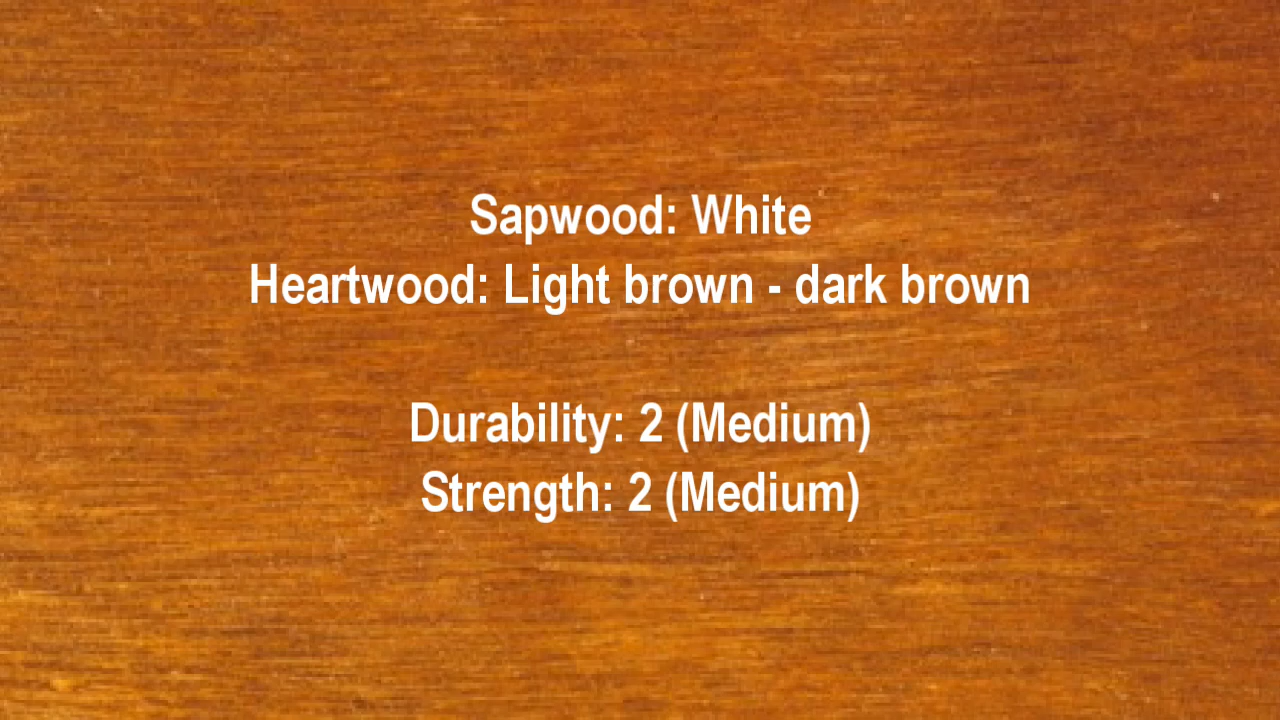 Sapwood: White
Heartwood: Light brown - dark brown
Durability: 2 (Medium)
Strength: 2 (Medium)